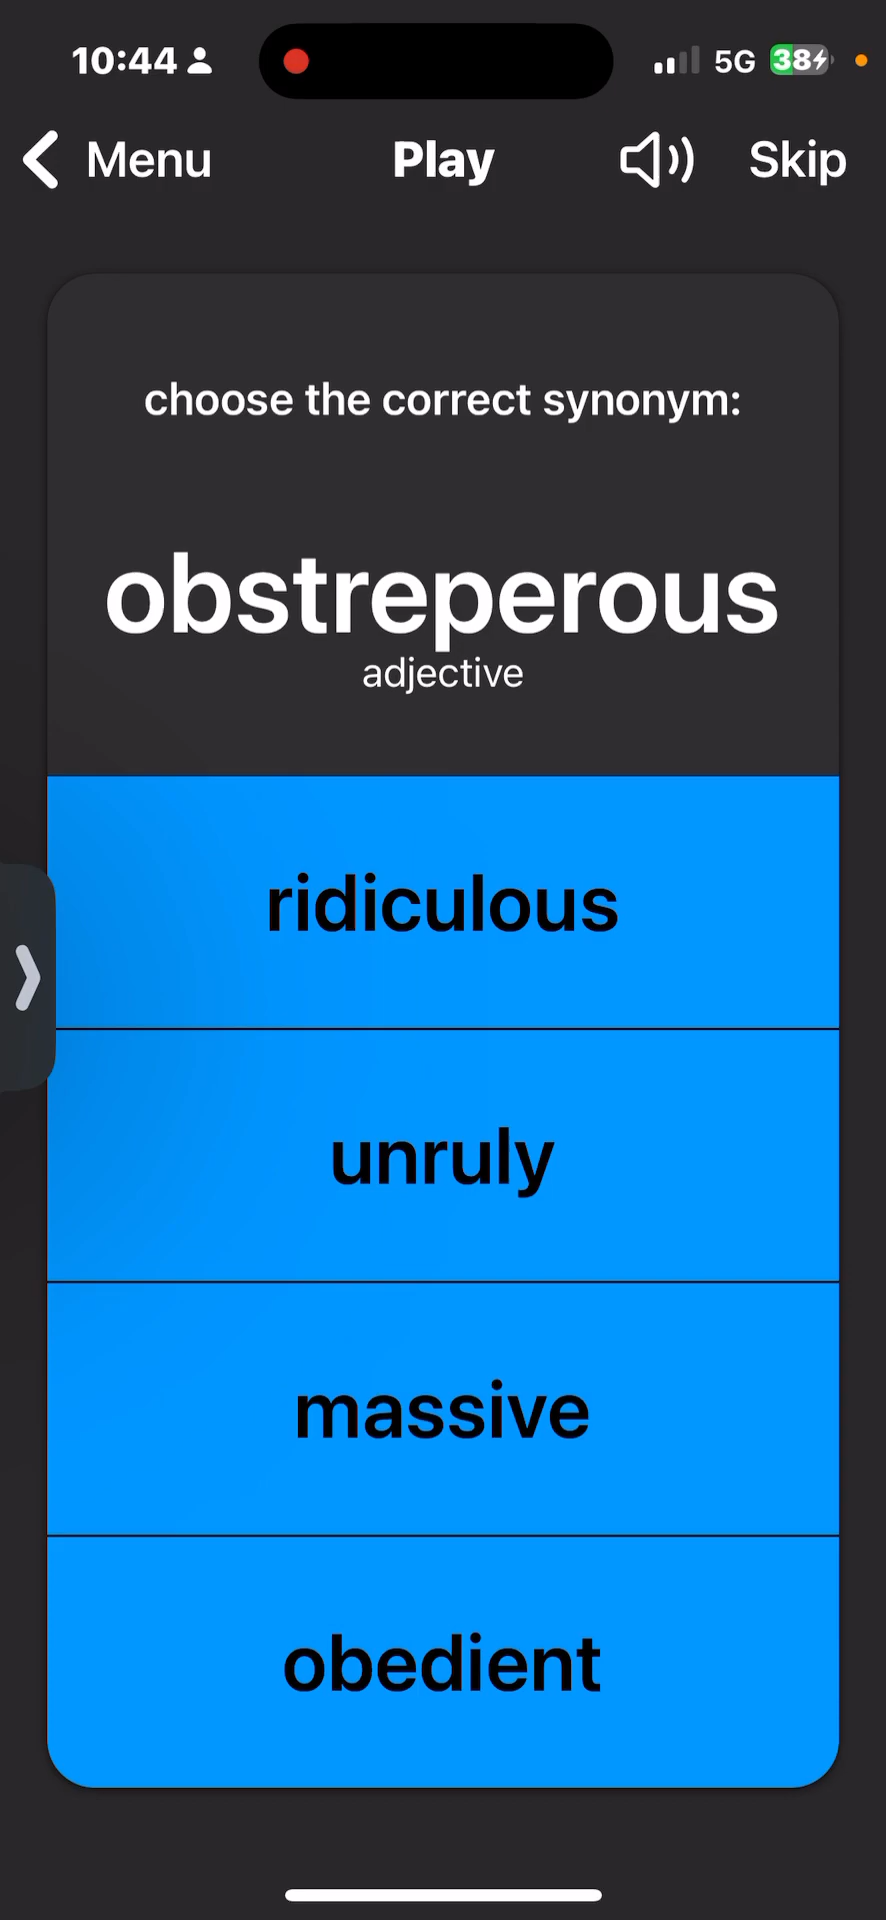 10:44 5G 38
Menu Play Skip
choose the correct synonym:
obstreperous
adjective
ridiculous
unruly
massive
obedient